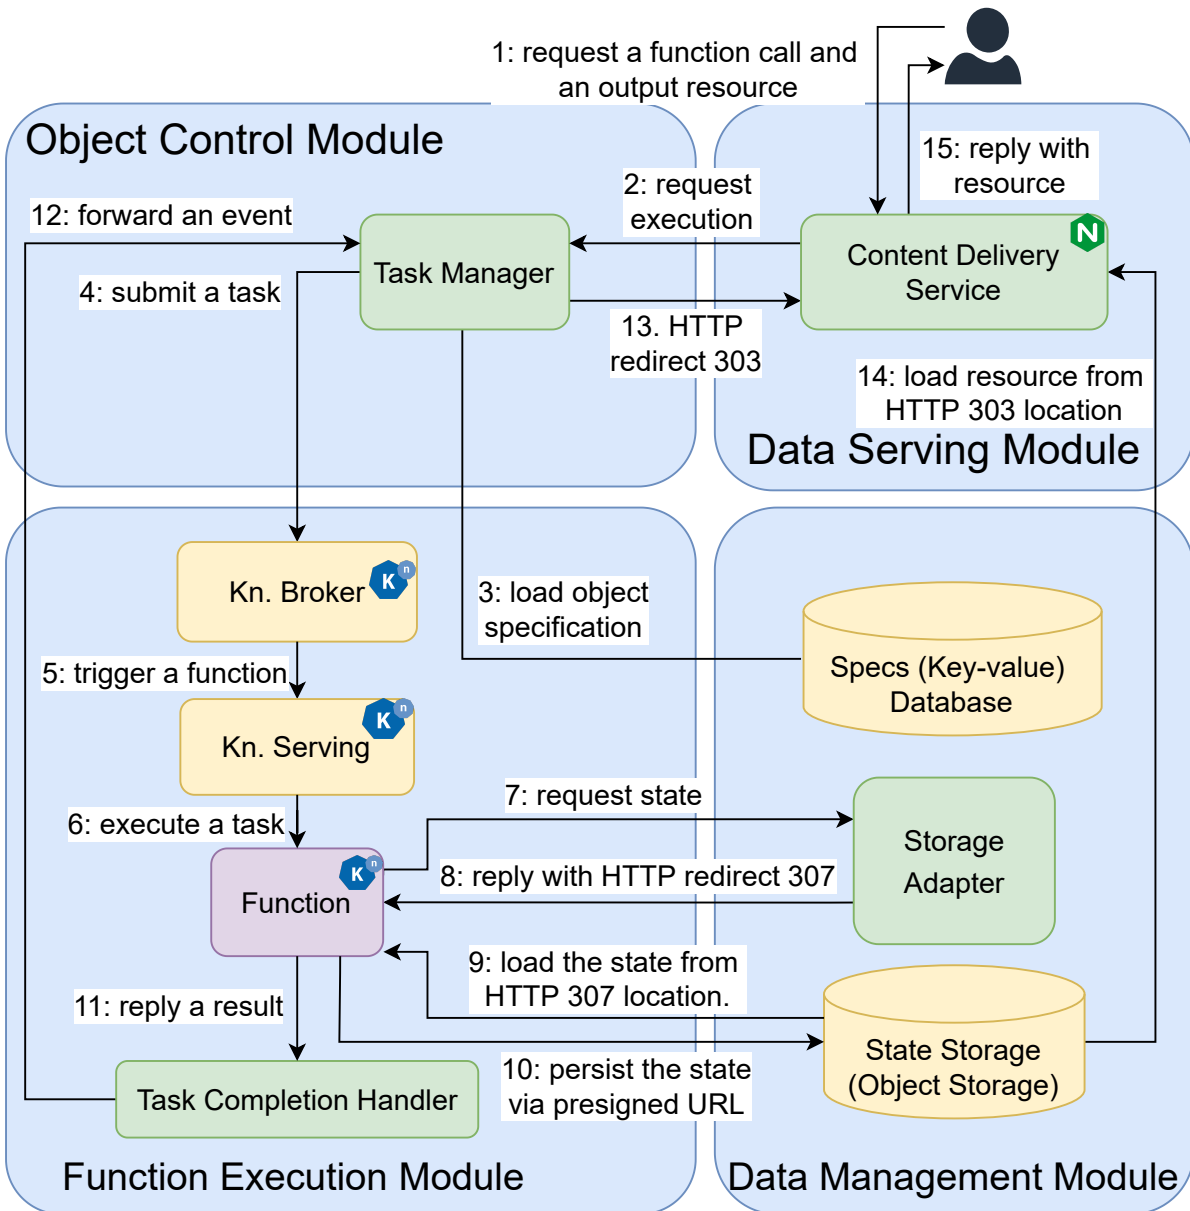 1: request a function call and
an output resource
Object Control Module
15: reply with
resource
2: request
execution
12: forward an event
Task Manager
Content Delivery
Service
N
4: submit a task
13. HTTP
redirect 303
14: load resource from
HTTP 303 location
Data Serving Module
Kn. Broker
K
n
3: load object
specification
Specs (Key-value)
Database
5: trigger a function
Kn. Serving
K
n
7: request state
6: execute a task
Storage
Adapter
8: reply with HTTP redirect 307
Function
K
n
9: load the state from
HTTP 307 location.
11: reply a result
State Storage
(Object Storage)
10: persist the state
via presigned URL
Task Completion Handler
Function Execution Module
Data Management Module